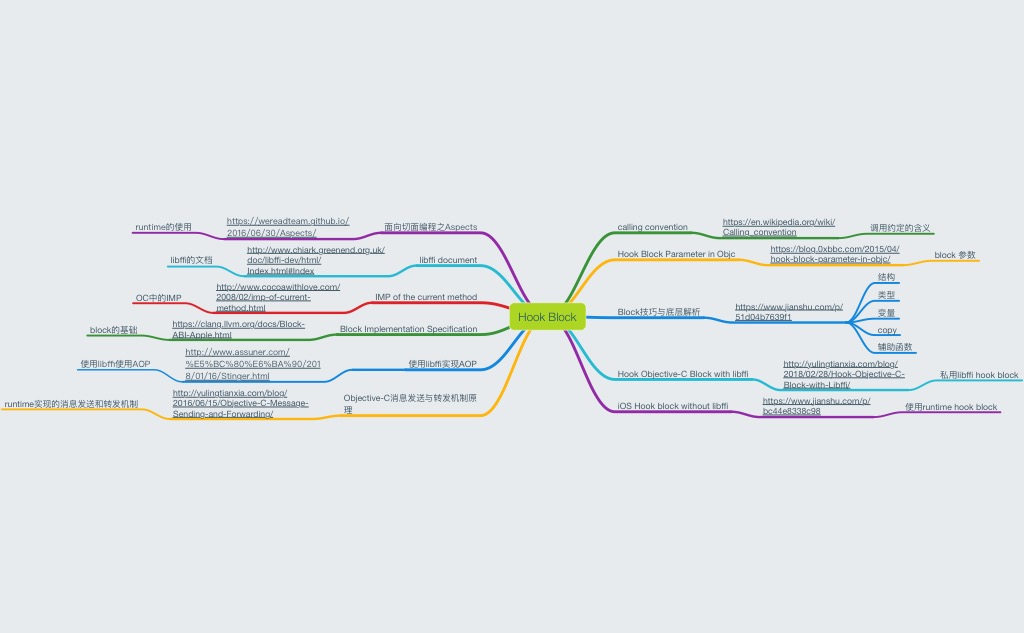 Hook Block
面向切面编程之Aspects
https://wereadteam.github.io/
2016/06/30/Aspects/
runtime的使用
libffi document
http://www.chiark.greenend.org.uk/
doc/libffi-dev/html/
Index.html#Index
libffi的文档
IMP of the current method
http://www.cocoawithlove.com/
2008/02/imp-of-current-
method.html
OC中的IMP
Block Implementation Specification
https://clang.llvm.org/docs/Block-
ABI-Apple.html
block的基础
使用libffi实现AOP
http://www.assuner.com/
%E5%BC%80%E6%BA%90/201
8/01/16/Stinger.html
使用libffi使用AOP
Objective-C消息发送与转发机制原
理
http://yulingtianxia.com/blog/
2016/06/15/Objective-C-Message-
Sending-and-Forwarding/
runtime实现的消息发送和转发机制
calling convention
https://en.wikipedia.org/wiki/
Calling_convention
调用约定的含义
Hook Block Parameter in Objc
https://blog.0xbbc.com/2015/04/
hook-block-parameter-in-objc/
block 参数
Block技巧与底层解析
https://www.jianshu.com/p/
51d04b7639f1
结构
类型
变量
copy
辅助函数
Hook Objective-C Block with libffi
http://yulingtianxia.com/blog/
2018/02/28/Hook-Objective-C-
Block-with-Libffi/
私用libffi hook block
iOS Hook block without libffi
https://www.jianshu.com/p/
bc44e8338c98
使用runtime hook block